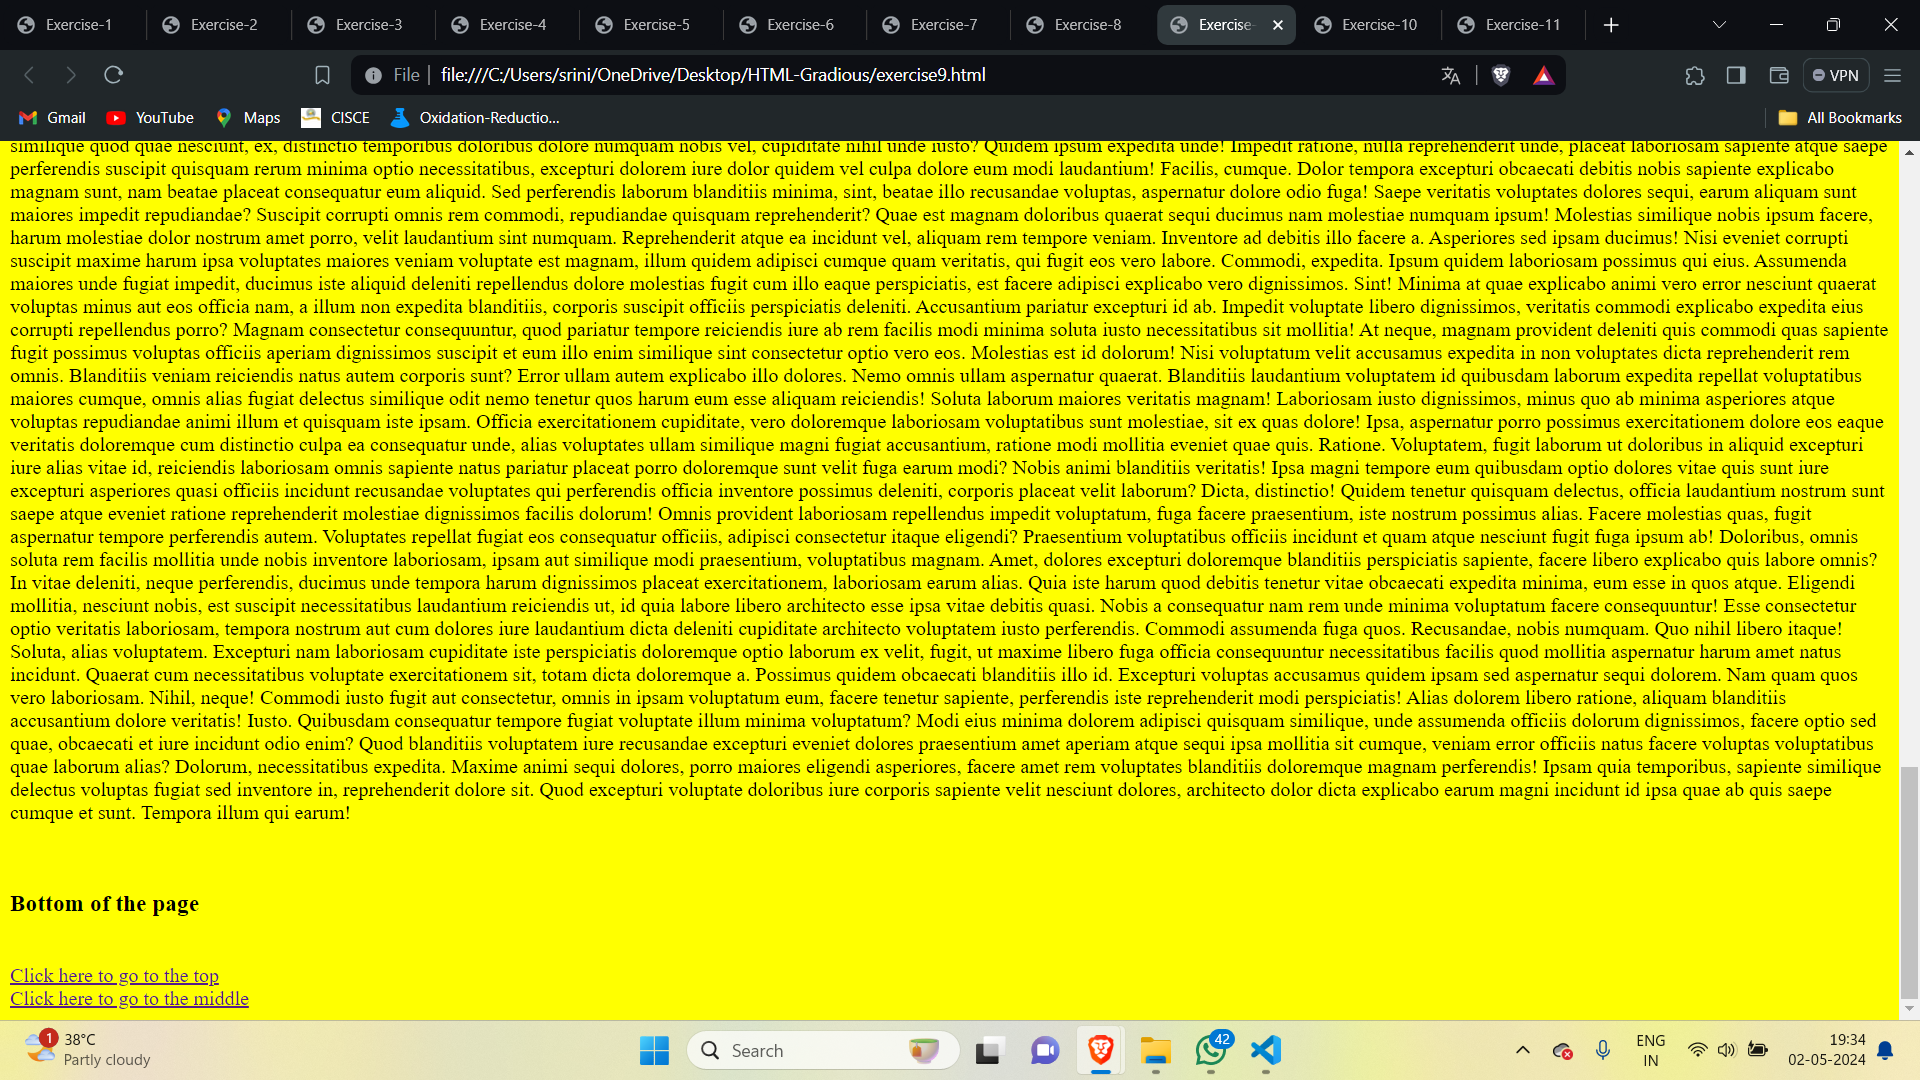 Exercise-1 Exercise-2 Exercise-3 Exercise-4 Exercise-5 Exercise-6 Exercise-7 Exercise-8 Exercise- Exercise-10 Exercise-11
File file:///C:/Users/srini/OneDrive/Desktop/HTML-Gradious/exercise9.html VPN
Gmail YouTube Maps CISCE Oxidation-Reductio... All Bookmarks
similique quod quae nesciunt, ex, distinctio temporibus doloribus dolore numquam nobis vel, cupiditate nihil unde iusto? Quidem ipsum expedita unde! Impedit ratione, nulla reprehenderit unde, placeat laboriosam sapiente atque saepe
perferendis suscipit quisquam rerum minima optio necessitatibus, excepturi dolorem iure dolor quidem vel culpa dolore eum modi laudantium! Facilis, cumque. Dolor tempora excepturi obcaecati debitis nobis sapiente explicabo
magnam sunt, nam beatae placeat consequatur eum aliquid. Sed perferendis laborum blanditiis minima, sint, beatae illo recusandae voluptas, aspernatur dolore odio fuga! Saepe veritatis voluptates dolores sequi, earum aliquam sunt
maiores impedit repudiandae? Suscipit corrupti omnis rem commodi, repudiandae quisquam reprehenderit? Quae est magnam doloribus quaerat sequi ducimus nam molestiae numquam ipsum! Molestias similique nobis ipsum facere,
harum molestiae dolor nostrum amet porro, velit laudantium sint numquam. Reprehenderit atque ea incidunt vel, aliquam rem tempore veniam. Inventore ad debitis illo facere a. Asperiores sed ipsam ducimus! Nisi eveniet corrupti
suscipit maxime harum ipsa voluptates maiores veniam voluptate est magnam, illum quidem adipisci cumque quam veritatis, qui fugit eos vero labore. Commodi, expedita. Ipsum quidem laboriosam possimus qui eius. Assumenda
maiores unde fugiat impedit, ducimus iste aliquid deleniti repellendus dolore molestias fugit cum illo eaque perspiciatis, est facere adipisci explicabo vero dignissimos. Sint! Minima at quae explicabo animi vero error nesciunt quaerat
voluptas minus aut eos officia nam, a illum non expedita blanditiis, corporis suscipit officiis perspiciatis deleniti. Accusantium pariatur excepturi id ab. Impedit voluptate libero dignissimos, veritatis commodi explicabo expedita eius
corrupti repellendus porro? Magnam consectetur consequuntur, quod pariatur tempore reiciendis iure ab rem facilis modi minima soluta iusto necessitatibus sit mollitia! At neque, magnam provident deleniti quis commodi quas sapiente
fugit possimus voluptas officiis aperiam dignissimos suscipit et eum illo enim similique sint consectetur optio vero eos. Molestias est id dolorum! Nisi voluptatum velit accusamus expedita in non voluptates dicta reprehenderit rem
omnis. Blanditiis veniam reiciendis natus autem corporis sunt? Error ullam autem explicabo illo dolores. Nemo omnis ullam aspernatur quaerat. Blanditiis laudantium voluptatem id quibusdam laborum expedita repellat voluptatibus
maiores cumque, omnis alias fugiat delectus similique odit nemo tenetur quos harum eum esse aliquam reiciendis! Soluta laborum maiores veritatis magnam! Laboriosam iusto dignissimos, minus quo ab minima asperiores atque
voluptas repudiandae animi illum et quisquam iste ipsam. Officia exercitationem cupiditate, vero doloremque laboriosam voluptatibus sunt molestiae, sit ex quas dolore! Ipsa, aspernatur porro possimus exercitationem dolore eos eaque
veritatis doloremque cum distinctio culpa ea consequatur unde, alias voluptates ullam similique magni fugiat accusantium, ratione modi mollitia eveniet quae quis. Ratione. Voluptatem, fugit laborum ut doloribus in aliquid excepturi
iure alias vitae id, reiciendis laboriosam omnis sapiente natus pariatur placeat porro doloremque sunt velit fuga earum modi? Nobis animi blanditiis veritatis! Ipsa magni tempore eum quibusdam optio dolores vitae quis sunt iure
excepturi asperiores quasi officiis incidunt recusandae voluptates qui perferendis officia inventore possimus deleniti, corporis placeat velit laborum? Dicta, distinctio! Quidem tenetur quisquam delectus, officia laudantium nostrum sunt
saepe atque eveniet ratione reprehenderit molestiae dignissimos facilis dolorum! Omnis provident laboriosam repellendus impedit voluptatum, fuga facere praesentium, iste nostrum possimus alias. Facere molestias quas, fugit
aspernatur tempore perferendis autem. Voluptates repellat fugiat eos consequatur officiis, adipisci consectetur itaque eligendi? Praesentium voluptatibus officiis incidunt et quam atque nesciunt fugit fuga ipsum ab! Doloribus, omnis
soluta rem facilis mollitia unde nobis inventore laboriosam, ipsam aut similique modi praesentium, voluptatibus magnam. Amet, dolores excepturi doloremque blanditiis perspiciatis sapiente, facere libero explicabo quis labore omnis?
In vitae deleniti, neque perferendis, ducimus unde tempora harum dignissimos placeat exercitationem, laboriosam earum alias. Quia iste harum quod debitis tenetur vitae obcaecati expedita minima, eum esse in quos atque. Eligendi
mollitia, nesciunt nobis, est suscipit necessitatibus laudantium reiciendis ut, id quia labore libero architecto esse ipsa vitae debitis quasi. Nobis a consequatur nam rem unde minima voluptatum facere consequuntur! Esse consectetur
optio veritatis laboriosam, tempora nostrum aut cum dolores iure laudantium dicta deleniti cupiditate architecto voluptatem iusto perferendis. Commodi assumenda fuga quos. Recusandae, nobis numquam. Quo nihil libero itaque!
Soluta, alias voluptatem. Excepturi nam laboriosam cupiditate iste perspiciatis doloremque optio laborum ex velit, fugit, ut maxime libero fuga officia consequuntur necessitatibus facilis quod mollitia aspernatur harum amet natus
incidunt. Quaerat cum necessitatibus voluptate exercitationem sit, totam dicta doloremque a. Possimus quidem obcaecati blanditiis illo id. Excepturi voluptas accusamus quidem ipsam sed aspernatur sequi dolorem. Nam quam quos
vero laboriosam. Nihil, neque! Commodi iusto fugit aut consectetur, omnis in ipsam voluptatum eum, facere tenetur sapiente, perferendis iste reprehenderit modi perspiciatis! Alias dolorem libero ratione, aliquam blanditiis
accusantium dolore veritatis! Iusto. Quibusdam consequatur tempore fugiat voluptate illum minima voluptatum? Modi eius minima dolorem adipisci quisquam similique, unde assumenda officiis dolorum dignissimos, facere optio sed
quae, obcaecati et iure incidunt odio enim? Quod blanditiis voluptatem iure recusandae excepturi eveniet dolores praesentium amet aperiam atque sequi ipsa mollitia sit cumque, veniam error officiis natus facere voluptas voluptatibus
quae laborum alias? Dolorum, necessitatibus expedita. Maxime animi sequi dolores, porro maiores eligendi asperiores, facere amet rem voluptates blanditiis doloremque magnam perferendis! Ipsam quia temporibus, sapiente similique
delectus voluptas fugiat sed inventore in, reprehenderit dolore sit. Quod excepturi voluptate doloribus iure corporis sapiente velit nesciunt dolores, architecto dolor dicta explicabo earum magni incidunt id ipsa quae ab quis saepe
cumque et sunt. Tempora illum qui earum!
Bottom of the page
Click here to go to the top
Click here to go to the middle
1 38°C
Partly cloudy
Search
42
ENG
IN
19:34
02-05-2024